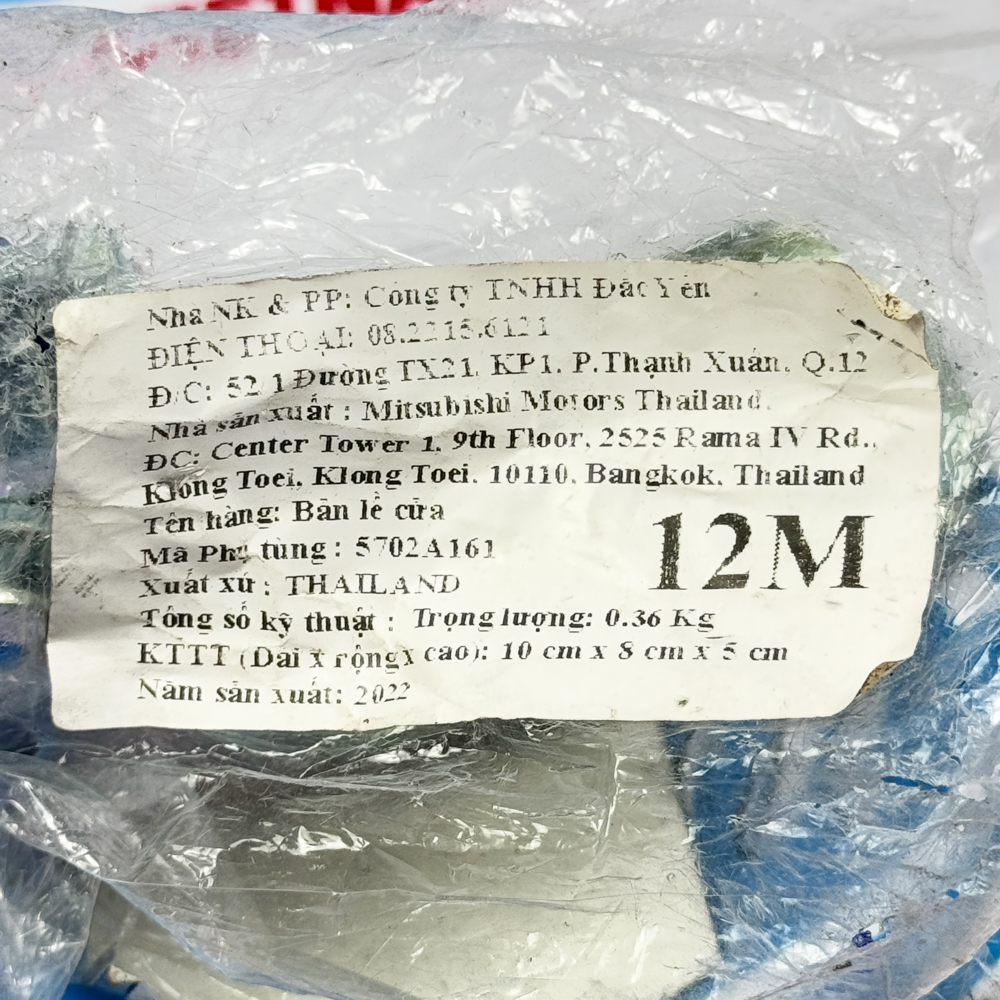 Nhà NK & PP: Công ty TNHH Đắc Yên
ĐIỆN THOẠI: 08.2215.6121
Đ/C: 52/1 Đường TX21, KP1, P.Thạnh Xuân, Q.12
Nhà sản xuất : Mitsubishi Motors Thailand.
ĐC: Center Tower 1, 9th Floor, 2525 Rama IV Rd.,
Klong Toei, Klong Toei, 10110, Bangkok, Thailand
Tên hàng: Bản lề cửa
Mã Phụ tùng : 5702A161
12M
Xuất xứ : THAILAND
Tông số kỹ thuật : Trọng lượng: 0.36 Kg
KTTT (Dài x rộng x cao): 10 cm x 8 cm x 5 cm
Năm sản xuất: 2022